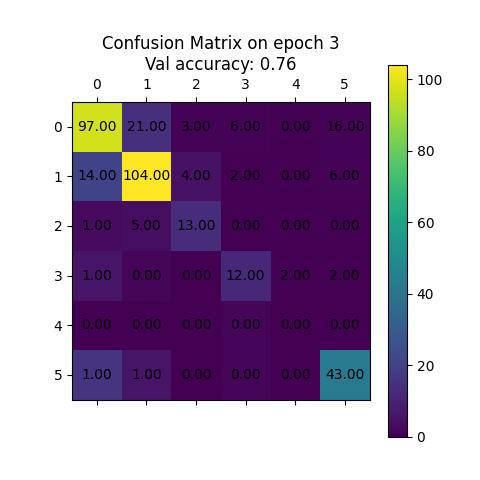 Confusion Matrix on epoch 3
Val accuracy: 0.76
0 1 2 3 4 5
0 97.00 21.00 3.00 6.00 0.00 16.00
1 14.00 104.00 4.00 2.00 0.00 6.00
2 1.00 5.00 13.00 0.00 0.00 0.00
3 1.00 0.00 0.00 12.00 2.00 2.00
4 0.00 0.00 0.00 0.00 0.00 0.00
5 1.00 1.00 0.00 0.00 0.00 43.00
100
80
60
40
20
0